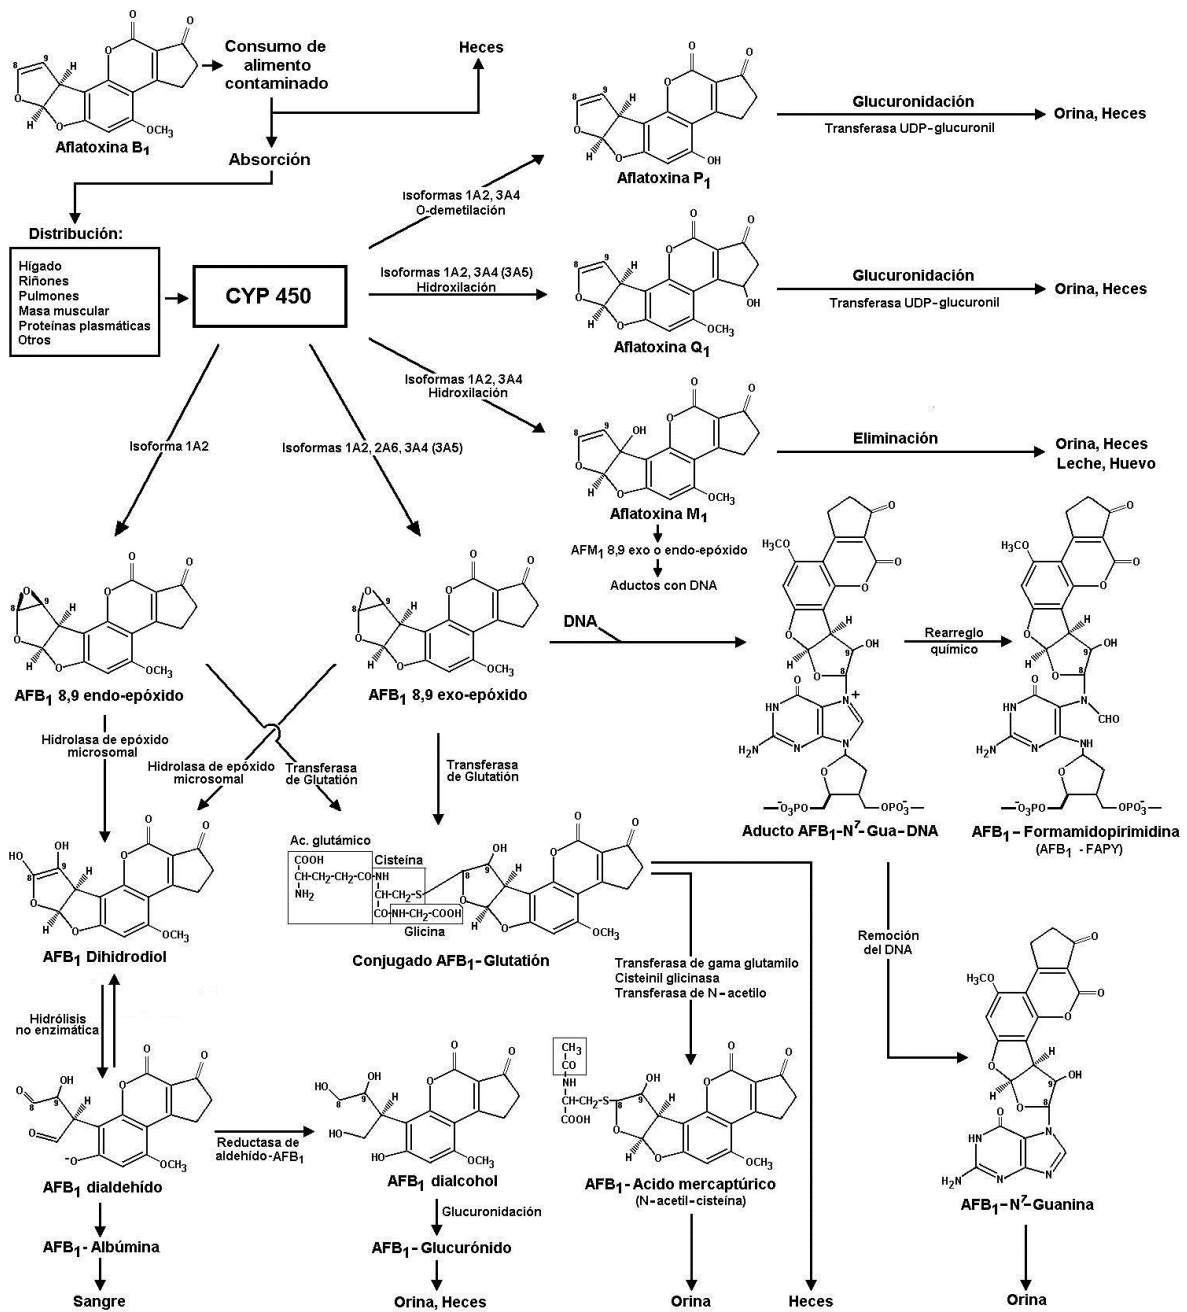 Aflatoxina B1
Consumo de
alimento
contaminado
Heces
Absorción
Distribución:
Hígado
Riñones
Pulmones
Masa muscular
Proteínas plasmáticas
Otros
CYP 450
Isoformas 1A2, 3A4
O-demetilación
Aflatoxina P1
Glucuronidación
Transferasa UDP-glucuronil
Orina, Heces
Isoformas 1A2, 3A4 (3A5)
Hidroxilación
Aflatoxina Q1
Glucuronidación
Transferasa UDP-glucuronil
Orina, Heces
Isoformas 1A2, 3A4
Hidroxilación
Aflatoxina M1
Eliminación
Orina, Heces
Leche, Huevo
AFM1 8,9 exo o endo-epóxido
Aductos con DNA
Isoforma 1A2
Isoformas 1A2, 2A6, 3A4 (3A5)
AFB1 8,9 endo-epóxido
AFB1 8,9 exo-epóxido
DNA
Rearreglo
químico
Aducto AFB1-N7-Gua-DNA
AFB1-Formamidopirimidina
(AFB1 -FAPY)
Hidrolasa de epóxido
microsomal
Hidrolasa de epóxido
microsomal
Transferasa
de Glutatión
Transferasa
de Glutatión
AFB1 Dihidrodiol
Ac. glutámico
Cisteína
Glicina
Conjugado AFB1-Glutatión
Remoción
del DNA
Transferasa de gama glutamilo
Cisteinil glicinasa
Transferasa de N-acetilo
Hidrólisis
no enzimática
AFB1 dialdehído
Reductasa de
aldehído-AFB1
AFB1 dialcohol
AFB1-Acido mercaptúrico
(N-acetil-cisteína)
AFB1-N7-Guanina
Glucuronidación
AFB1-Albúmina
AFB1-Glucurónido
Sangre
Orina, Heces
Orina
Heces
Orina